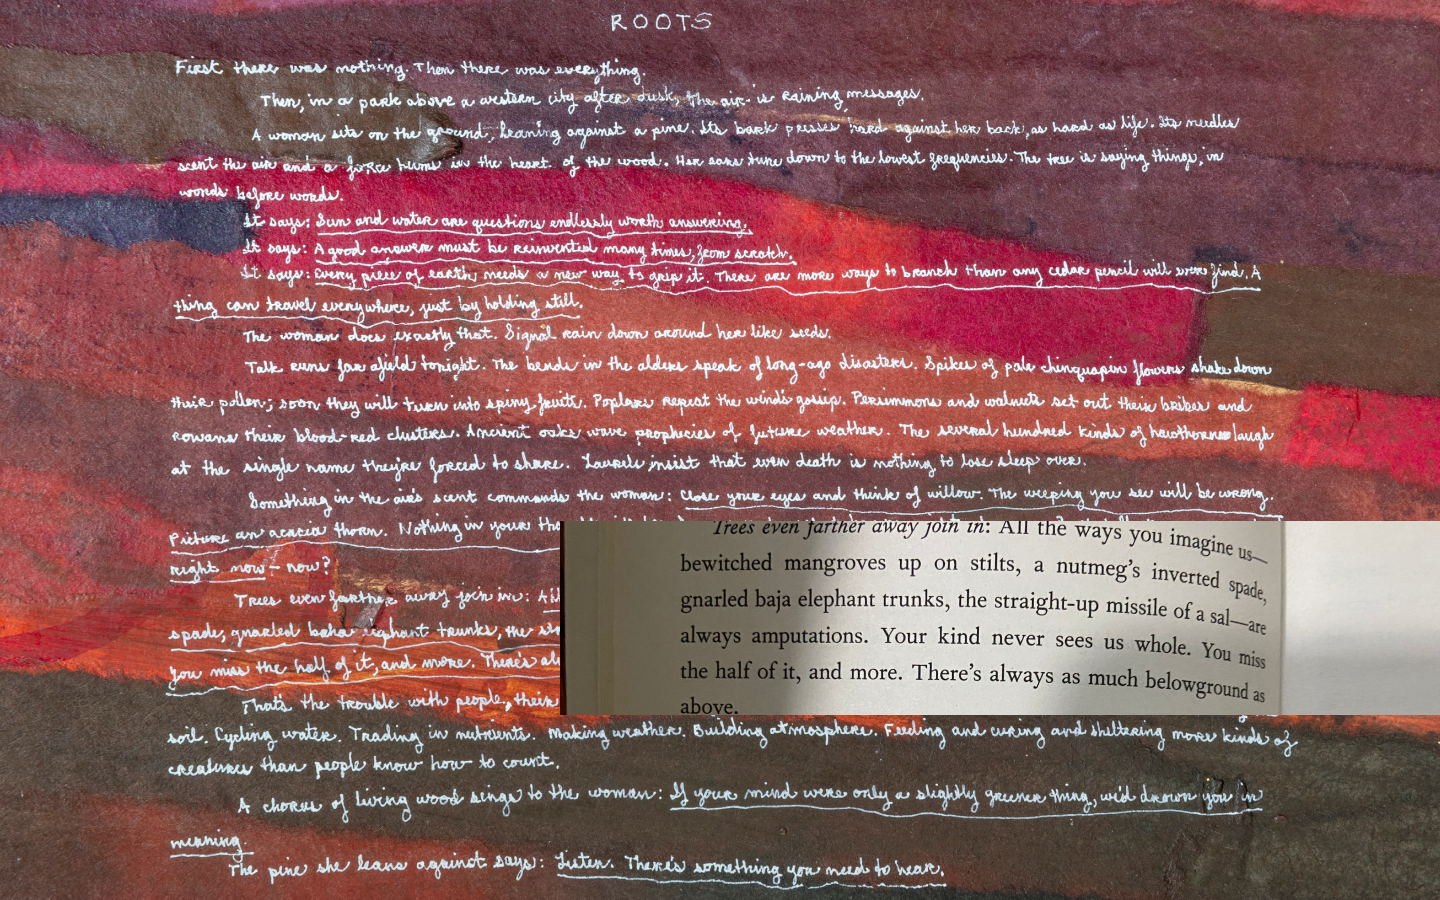 ROOTS
First there was nothing. Then there was everything.
Then, in a park above a western city after dusk, the air is raining messages.
A woman sits on the ground, leaning against a pine. Its bark presses hard against her back, as hard as life. Its needles
scent the air and a force hums in the heart of the wood. Her ears tune down to the lowest frequencies. The tree is saying things, in
words before words.
It says: Sun and water are questions endlessly worth answering.
It says: A good answer must be reinvented many times, from scratch.
It says: Every piece of earth needs a new way to grip it. There are more ways to branch than any cedar pencil will ever find. A
thing can travel everywhere, just by holding still.
The woman does exactly that. Signal rain down around her like seeds.
Talk runs far afield tonight. The bends in the alders speak of long-ago disasters. Spikes of pale chinquapin flowers shake down
their pollen; soon they will turn into spiny fruits. Poplars repeat the wind's gossip. Persimmons and walnuts set out their bribes and
rowans their blood-red clusters. Ancient oaks wave prophecies of future weather. The several hundred kinds of hawthorne laugh
at the single name they're forced to share. Laurels insist that even death is nothing to lose sleep over.
Something in the air's scent commands the woman: Close your eyes and think of willow. The weeping you see will be wrong.
Picture an acacia thorn. Nothing in your
right now - now?
Trees even farther away join in:
spade, gnarled baha elephant trunks, the
you miss the half of it, and more. There's
That's the trouble with people, their
Trees even farther away join in: All the ways you imagine us—
bewitched mangroves up on stilts, a nutmeg's inverted spade,
gnarled baja elephant trunks, the straight-up missile of a sal—are
always amputations. Your kind never sees us whole. You miss
the half of it, and more. There's always as much belowground as
above.
soil. Cycling water. Trading in nutrients. Making weather. Building atmosphere. Feeding and curing and sheltering more kinds of
creatures than people know how to count.
A chorus of living wood sings to the woman: If your mind were only a slightly greener thing, we'd drown you in
meaning.
The pine she leans against says: Listen. There's something you need to hear.